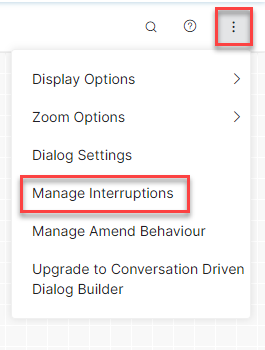 Display Options
Zoom Options
Dialog Settings
Manage Interruptions
Manage Amend Behaviour
Upgrade to Conversation Driven
Dialog Builder